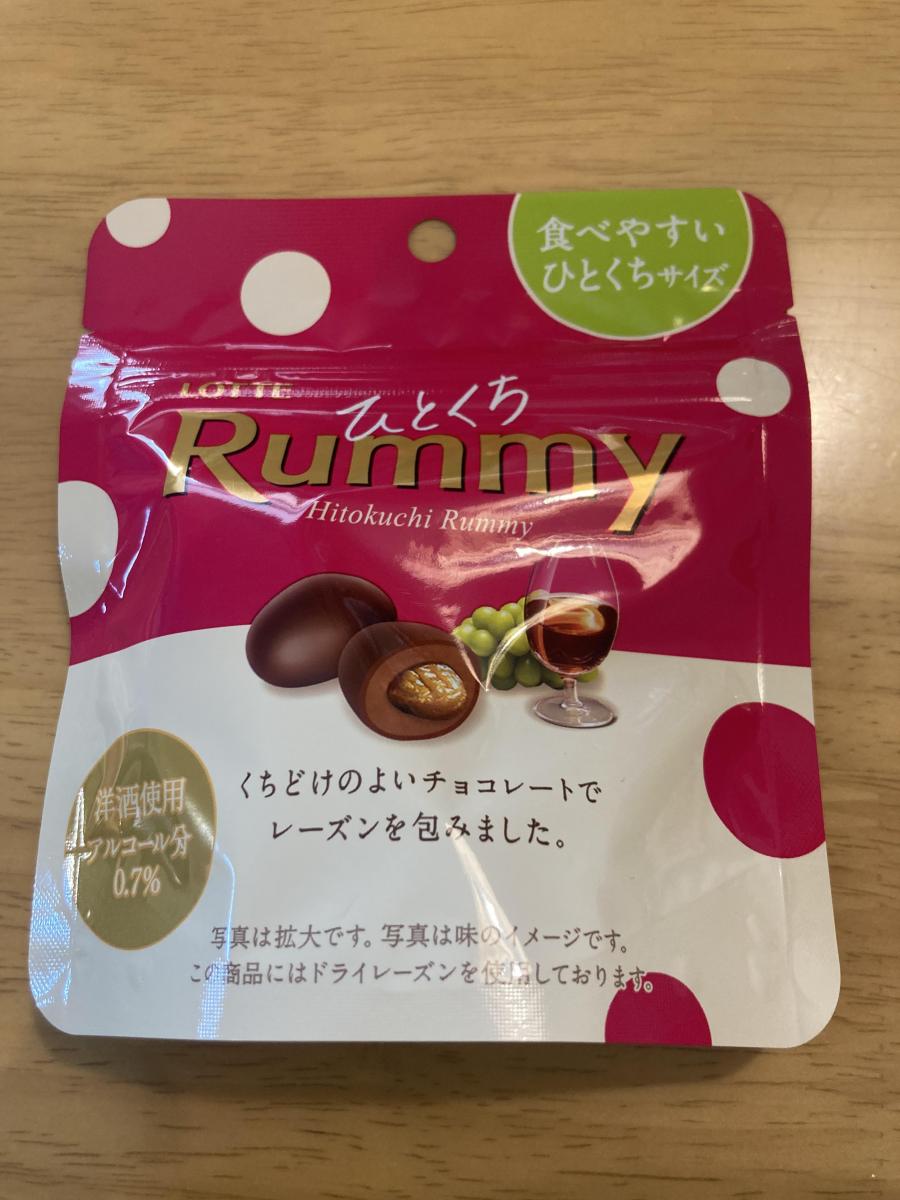 食べやすい
ひとくちサイズ
LOTTE
ひとくち
Rummy
Hitokuchi Rummy
くちどけのよいチョコレートで
レーズンを包みました。
洋酒使用
アルコール分
0.7%
写真は拡大です。写真は味のイメージです。
この商品にはドライレーズンを使用しております。